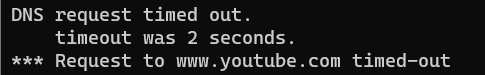 DNS request timed out.
    timeout was 2 seconds.
*** Request to www.youtube.com timed-out